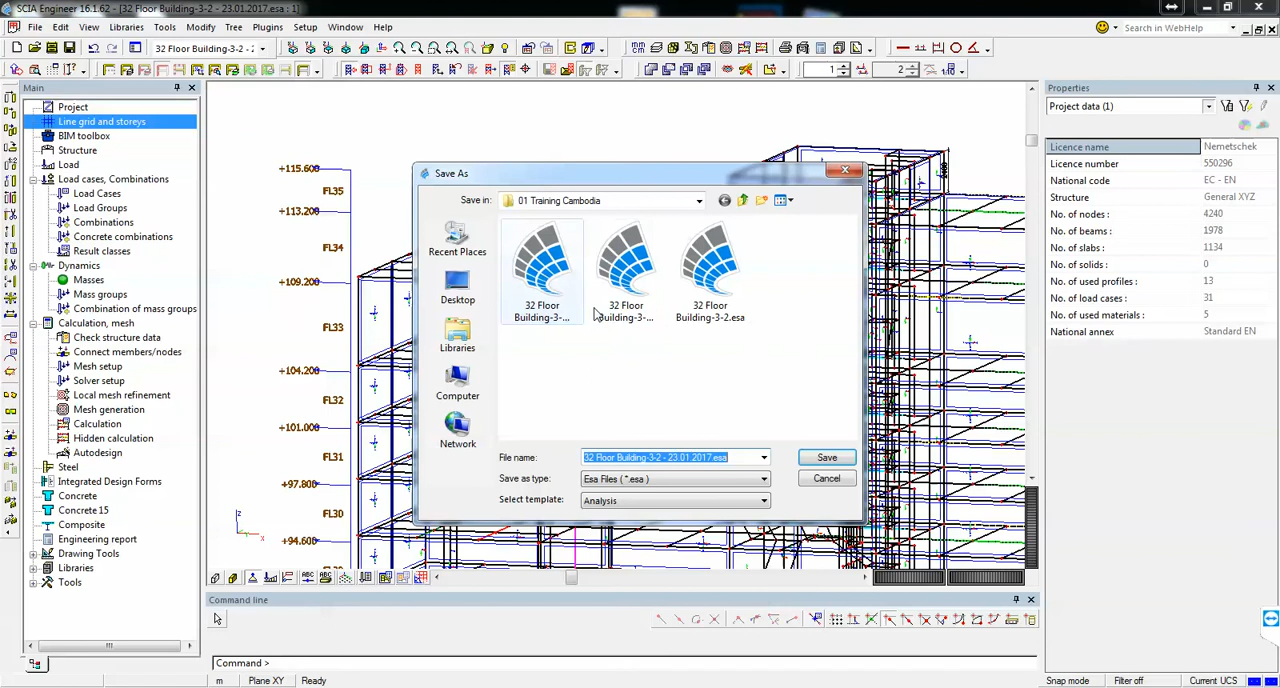 SCIA Engineer 16.1.62 - [32 Floor Building-3-2 - 23.01.2017.esa : 1]
File Edit View Libraries Tools Modify Tree Plugins Setup Window Help
Search in WebHelp
32 Floor Building-3-2 - :
1
2
Main
Project
Line grid and storeys
BIM toolbox
Structure
Load
Load cases, Combinations
Load Cases
Load Groups
Combinations
Concrete combinations
Result classes
Dynamics
Masses
Mass groups
Combination of mass groups
Calculation, mesh
Check structure data
Connect members/nodes
Mesh setup
Solver setup
Local mesh refinement
Mesh generation
Calculation
Hidden calculation
Autodesign
Steel
Integrated Design Forms
Concrete
Concrete 15
Composite
Engineering report
Drawing Tools
Libraries
Tools
+115.600
FL35
+113.200
FL34
+109.200
FL33
+104.200
FL32
+101.000
FL31
+97.800
FL30
+94.600
z
x
Save As
Save in:
01 Training Cambodia
Recent Places
Desktop
Libraries
Computer
Network
32 Floor
Building-3-...
32 Floor
Building-3-...
32 Floor
Building-3-2.esa
File name:
32 Floor Building-3-2 - 23.01.2017.esa
Save
Save as type:
Esa Files ( *.esa )
Cancel
Select template:
Analysis
Properties
Project data (1)
Licence name Nemetschek
Licence number 550296
National code EC - EN
Structure General XYZ
No. of nodes: 4240
No. of beams: 1978
No. of slabs: 1134
No. of solids: 0
No. of used profiles: 13
No. of load cases: 31
No. of used materials: 5
National annex Standard EN
Command line
Command >
m Plane XY Ready
Snap mode Filter off Current UCS